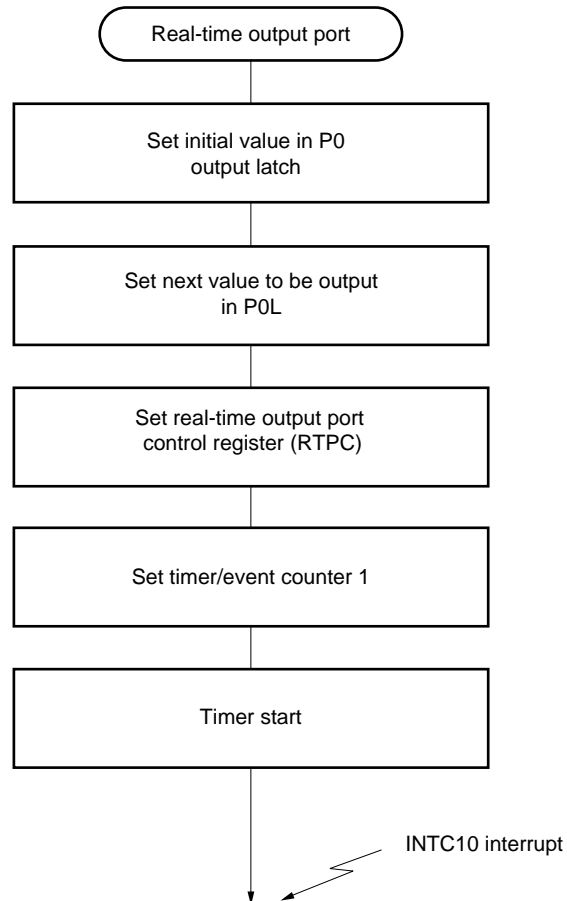 Real-time output port
Set initial value in P0
output latch
Set next value to be output
in P0L
Set real-time output port
control register (RTPC)
Set timer/event counter 1
Timer start
INTC10 interrupt